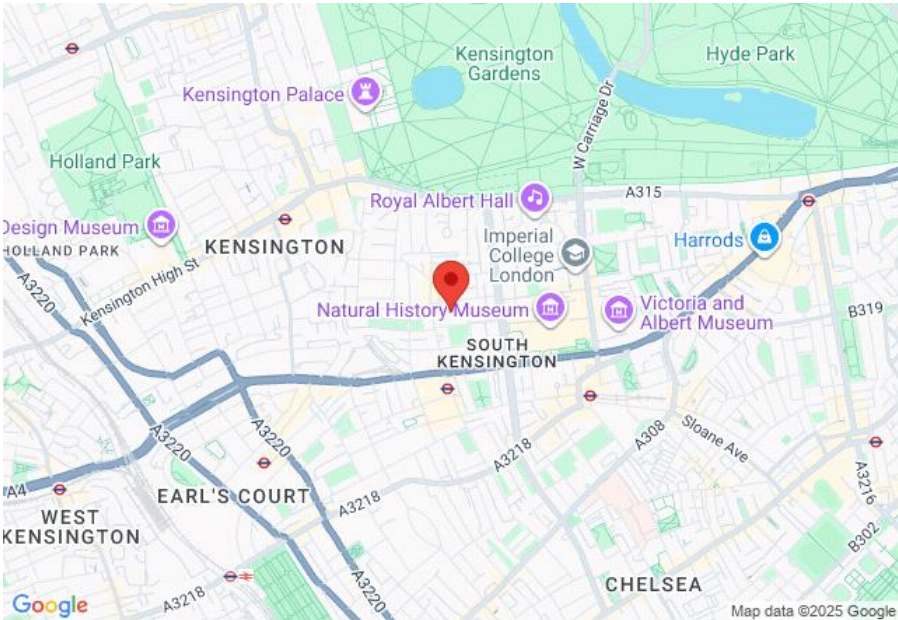 Kensington
Gardens
Hyde Park
Kensington Palace
W Carriage Dr
Holland Park
Royal Albert Hall
A315
Design Museum
HOLLAND PARK
KENSINGTON
Imperial
College
London
Harrods
Kensington High St
A3220
Natural History Museum
Victoria and
Albert Museum
B319
SOUTH
KENSINGTON
A3220
A3220
A3218
A308
Sloane Ave
A4
EARL'S COURT
A3218
A3216
WEST
KENSINGTON
B302
A3220
A3218
CHELSEA
Google
Map data ©2025 Google